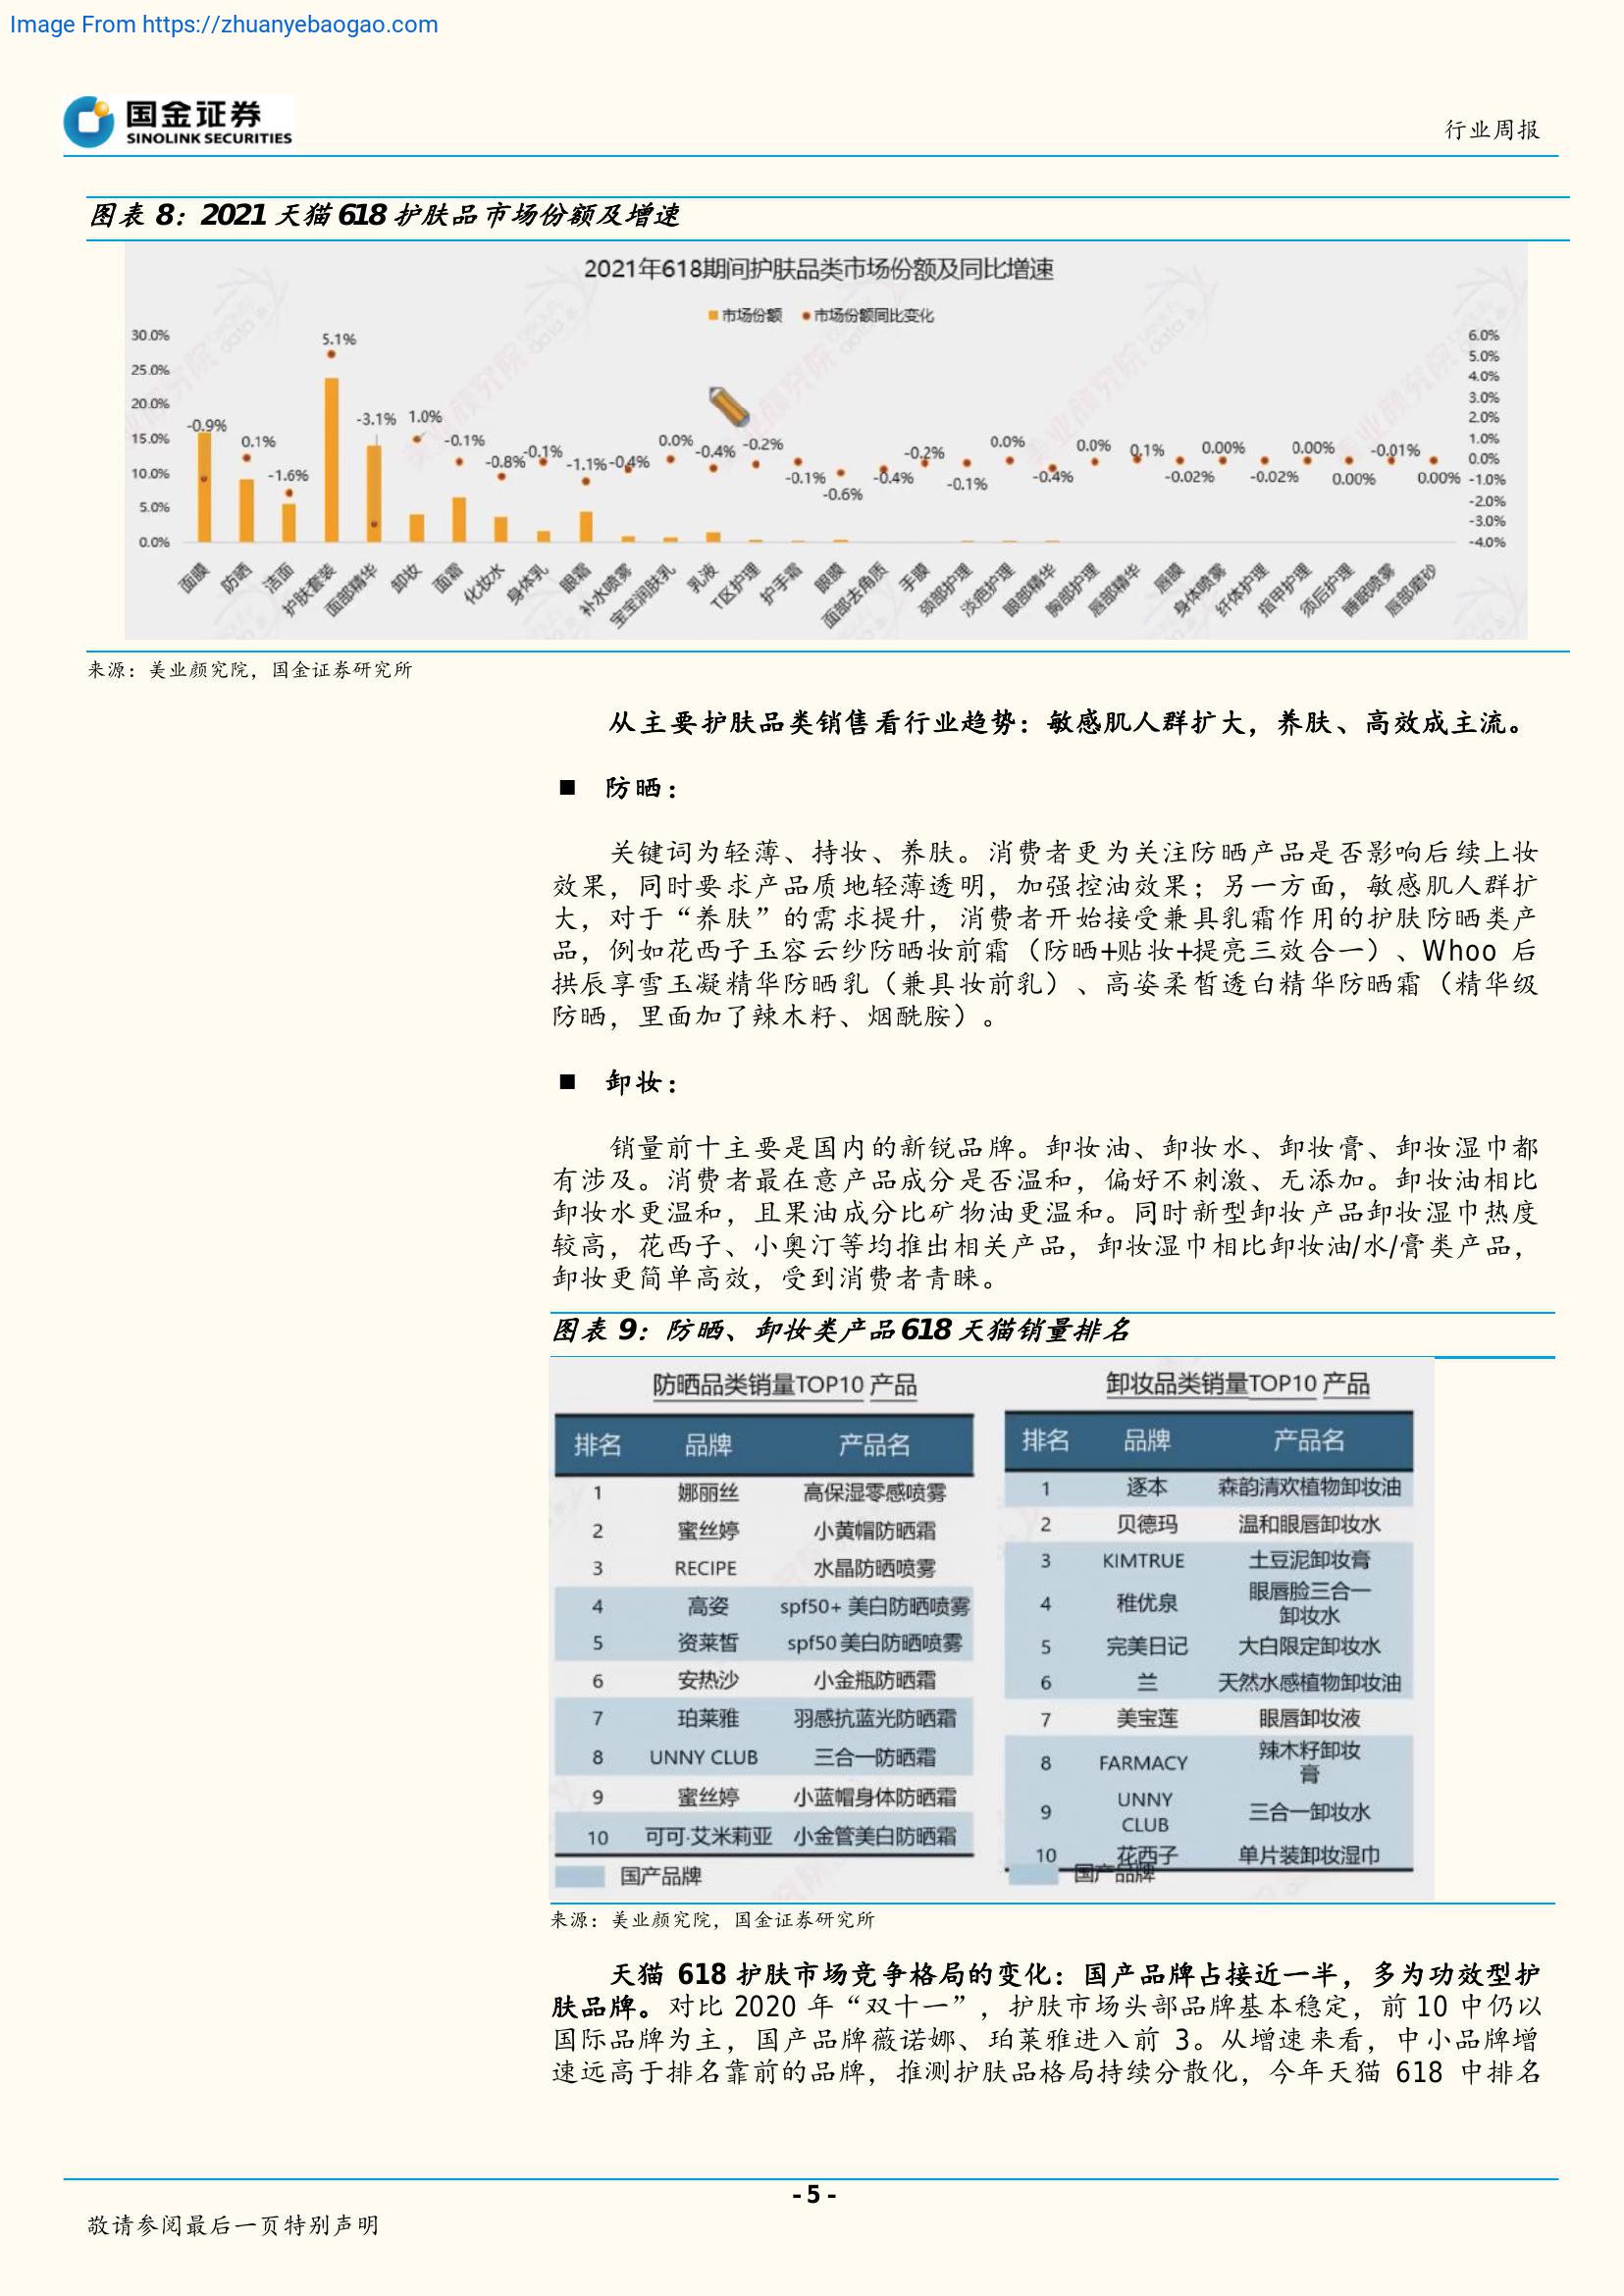 Image From https://zhuanyebaogao.com
国金证券
SINOLINK SECURITIES
行业周报
图表 8：2021 天猫 618 护肤品市场份额及增速
2021年618期间护肤品类市场份额及同比增速
市场份额 市场份额同比变化
30.0%
25.0%
20.0%
15.0%
10.0%
5.0%
0.0%
6.0%
5.0%
4.0%
3.0%
2.0%
1.0%
0.0%
-1.0%
-2.0%
-3.0%
-4.0%
-0.9% 0.1% -1.6% 5.1% -3.1% 1.0% -0.1% -0.8% -0.1% -1.1% -0.4% 0.0% -0.4% -0.2% -0.1% -0.6% -0.4% -0.2% -0.1% 0.0% -0.4% 0.0% 0.1% -0.02% 0.00% -0.02% 0.00% 0.00% -0.01% 0.00%
面膜 防晒 洁面 护肤套装 面部精华 卸妆 面霜 化妆水 身体乳 眼霜 补水喷雾 宝宝润肤乳 乳液 T区护理 护手霜 眼膜 面部去角质 手膜 颈部护理 淡疤护理 眼部精华 胸部护理 唇部精华 唇膜 身体喷雾 纤体护理 指甲护理 须后护理 睡眠喷雾 唇部磨砂
来源：美业颜究院，国金证券研究所
从主要护肤品类销售看行业趋势：敏感肌人群扩大，养肤、高效成主流。
■ 防晒：
关键词为轻薄、持妆、养肤。消费者更为关注防晒产品是否影响后续上妆
效果，同时要求产品质地轻薄透明，加强控油效果；另一方面，敏感肌人群扩
大，对于“养肤”的需求提升，消费者开始接受兼具乳霜作用的护肤防晒类产
品，例如花西子玉容云纱防晒妆前霜（防晒+贴妆+提亮三效合一）、Whoo 后
拱辰享雪玉凝精华防晒乳（兼具妆前乳）、高姿柔皙透白精华防晒霜（精华级
防晒，里面加了辣木籽、烟酰胺）。
■ 卸妆：
销量前十主要是国内的新锐品牌。卸妆油、卸妆水、卸妆膏、卸妆湿巾都
有涉及。消费者最在意产品成分是否温和，偏好不刺激、无添加。卸妆油相比
卸妆水更温和，且果油成分比矿物油更温和。同时新型卸妆产品卸妆湿巾热度
较高，花西子、小奥汀等均推出相关产品，卸妆湿巾相比卸妆油/水/膏类产品，
卸妆更简单高效，受到消费者青睐。
图表 9：防晒、卸妆类产品 618 天猫销量排名
防晒品类销量TOP10 产品
排名 品牌 产品名
1 娜丽丝 高保湿零感喷雾
2 蜜丝婷 小黄帽防晒霜
3 RECIPE 水晶防晒喷雾
4 高姿 spf50+ 美白防晒喷雾
5 资莱皙 spf50 美白防晒喷雾
6 安热沙 小金瓶防晒霜
7 珀莱雅 羽感抗蓝光防晒霜
8 UNNY CLUB 三合一防晒霜
9 蜜丝婷 小蓝帽身体防晒霜
10 可可·艾米莉亚 小金管美白防晒霜
国产品牌
卸妆品类销量TOP10 产品
排名 品牌 产品名
1 逐本 森韵清欢植物卸妆油
2 贝德玛 温和眼唇卸妆水
3 KIMTRUE 土豆泥卸妆膏
4 稚优泉 眼唇脸三合一
卸妆水
5 完美日记 大白限定卸妆水
6 兰 天然水感植物卸妆油
7 美宝莲 眼唇卸妆液
8 FARMACY 辣木籽卸妆
膏
9 UNNY
CLUB 三合一卸妆水
10 花西子 单片装卸妆湿巾
国产品牌
来源：美业颜究院，国金证券研究所
天猫 618 护肤市场竞争格局的变化：国产品牌占接近一半，多为功效型护
肤品牌。对比 2020 年“双十一”，护肤市场头部品牌基本稳定，前 10 中仍以
国际品牌为主，国产品牌薇诺娜、珀莱雅进入前 3。从增速来看，中小品牌增
速远高于排名靠前的品牌，推测护肤品格局持续分散化，今年天猫 618 中排名
- 5 -
敬请参阅最后一页特别声明